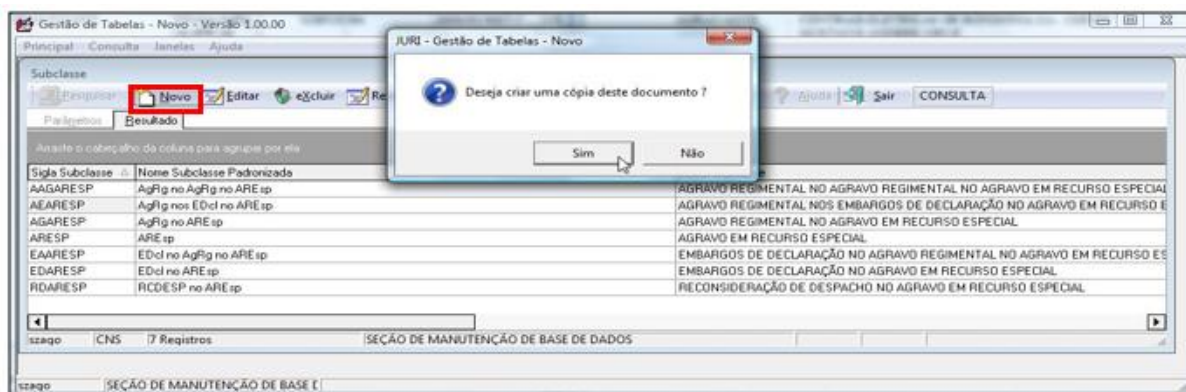 Gestão de Tabelas - Novo - Versão 1.00.00
Principal Consulta Janelas Ajuda
JURI - Gestão de Tabelas - Novo
Deseja criar uma cópia deste documento ?
Sim Não
Subclasse
Pesquisar Novo Editar eXcluir Re Ajuda Sair CONSULTA
Parâmetros Resultado
Arraste o cabeçalho da coluna para agrupar por ela
Sigla Subclasse Nome Subclasse Padronizada
AAGARESP AgRg no AgRg no AREsp AGRAVO REGIMENTAL NO AGRAVO REGIMENTAL NO AGRAVO EM RECURSO ESPECIAL
AEARESP AgRg nos EDcl no AREsp AGRAVO REGIMENTAL NOS EMBARGOS DE DECLARAÇÃO NO AGRAVO EM RECURSO E
AGARESP AgRg no AREsp AGRAVO REGIMENTAL NO AGRAVO EM RECURSO ESPECIAL
ARESP AREsp AGRAVO EM RECURSO ESPECIAL
EAARESP EDcl no AgRg no AREsp EMBARGOS DE DECLARAÇÃO NO AGRAVO REGIMENTAL NO AGRAVO EM RECURSO ES
EDARESP EDcl no AREsp EMBARGOS DE DECLARAÇÃO NO AGRAVO EM RECURSO ESPECIAL
RDARESP RCDESP no AREsp RECONSIDERAÇÃO DE DESPACHO NO AGRAVO EM RECURSO ESPECIAL
szago CNS 7 Registros SEÇÃO DE MANUTENÇÃO DE BASE DE DADOS
szago SEÇÃO DE MANUTENÇÃO DE BASE D